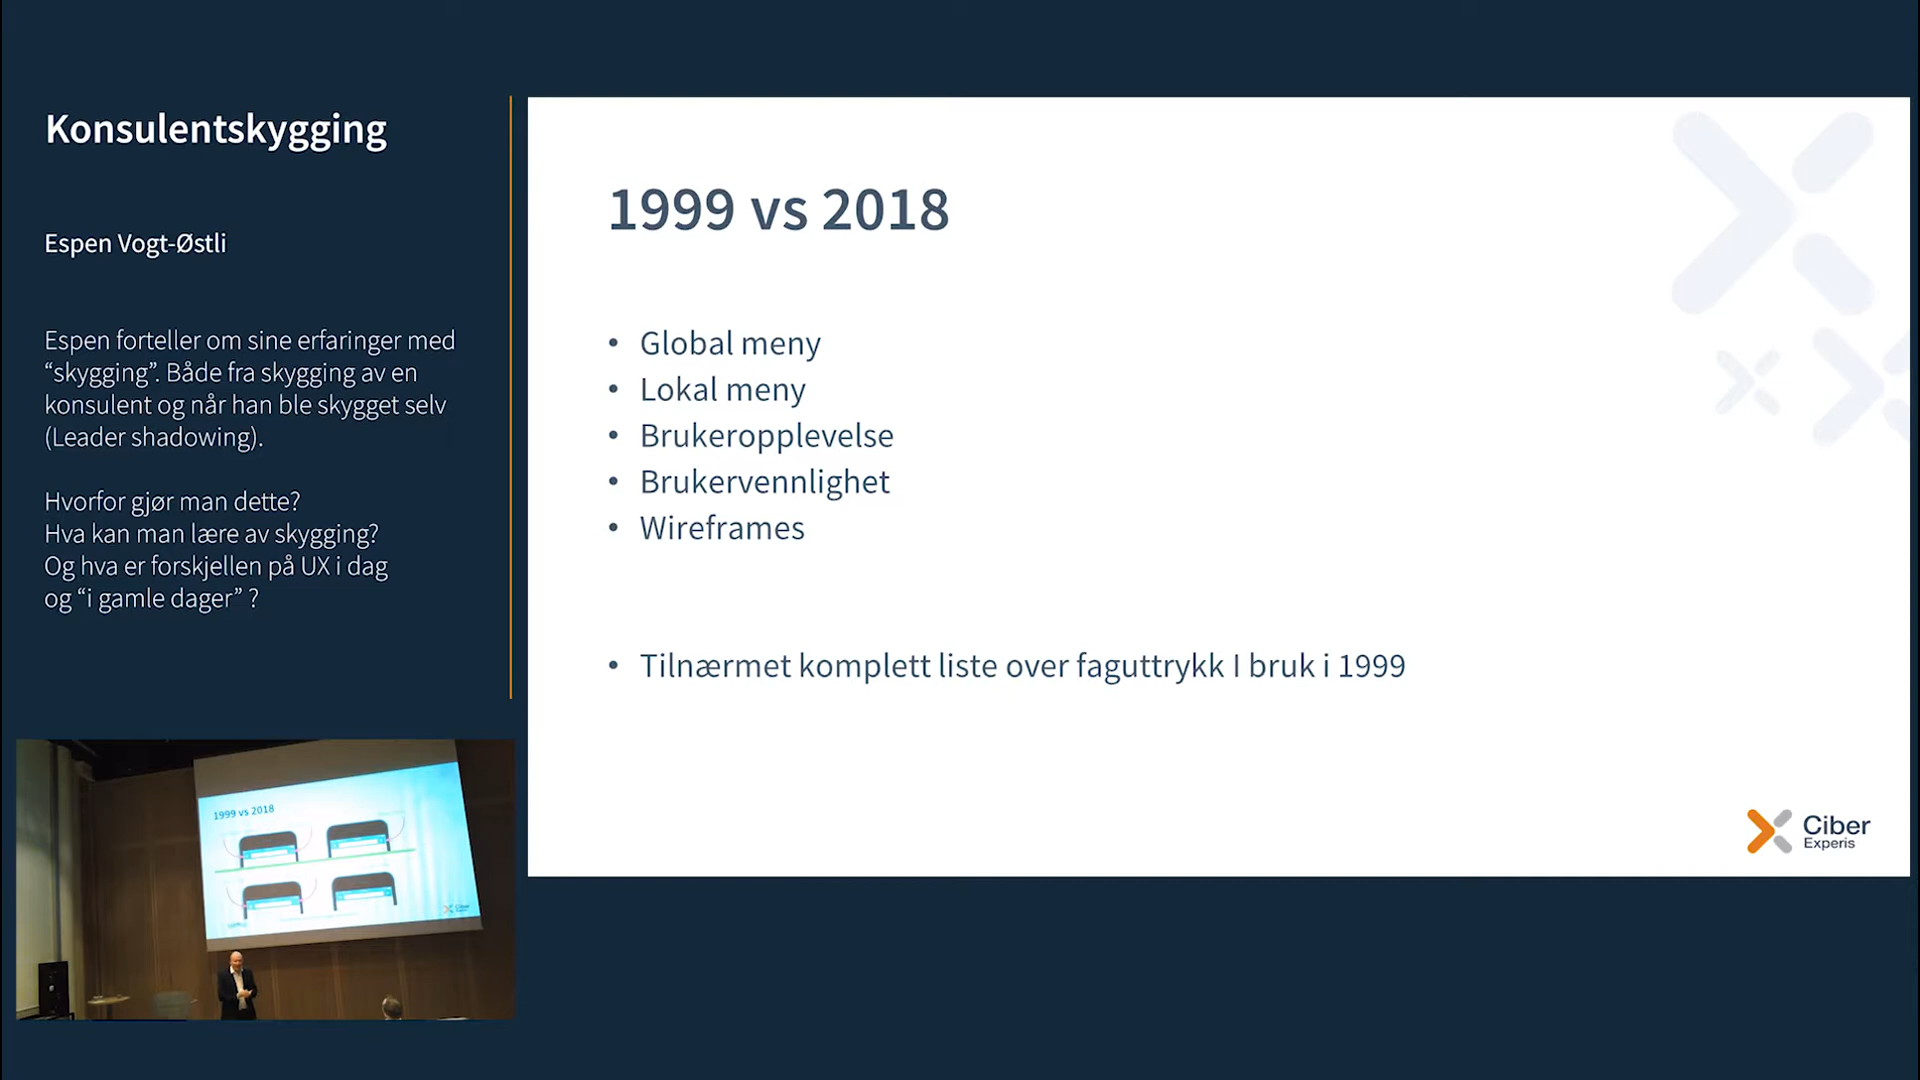 Konsulentskygging
Espen Vogt-Østli
Espen forteller om sine erfaringer med
“skygging”. Både fra skygging av en
konsulent og når han ble skygget selv
(Leader shadowing).
Hvorfor gjør man dette?
Hva kan man lære av skygging?
Og hva er forskjellen på UX i dag
og “i gamle dager” ?
1999 vs 2018
• Global meny
• Lokal meny
• Brukeropplevelse
• Brukervennlighet
• Wireframes
• Tilnærmet komplett liste over faguttrykk I bruk i 1999
Ciber
Experis
1999 vs 2018
Ciber